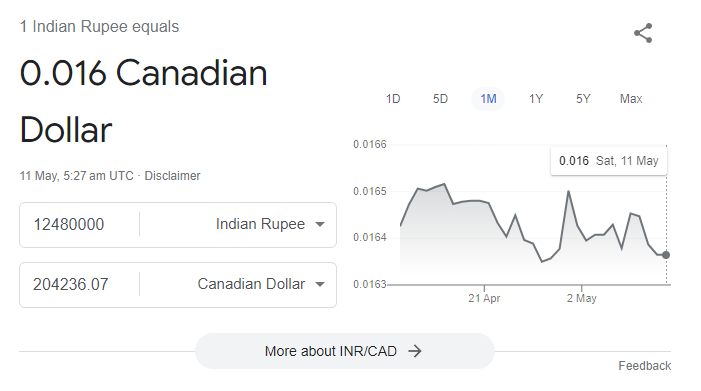 1 Indian Rupee equals
0.016 Canadian
Dollar
11 May, 5:27 am UTC · Disclaimer
12480000 Indian Rupee
204236.07 Canadian Dollar
1D 5D 1M 1Y 5Y Max
0.0166
0.016 Sat, 11 May
0.0165
0.0164
0.0163
21 Apr 2 May
More about INR/CAD
Feedback